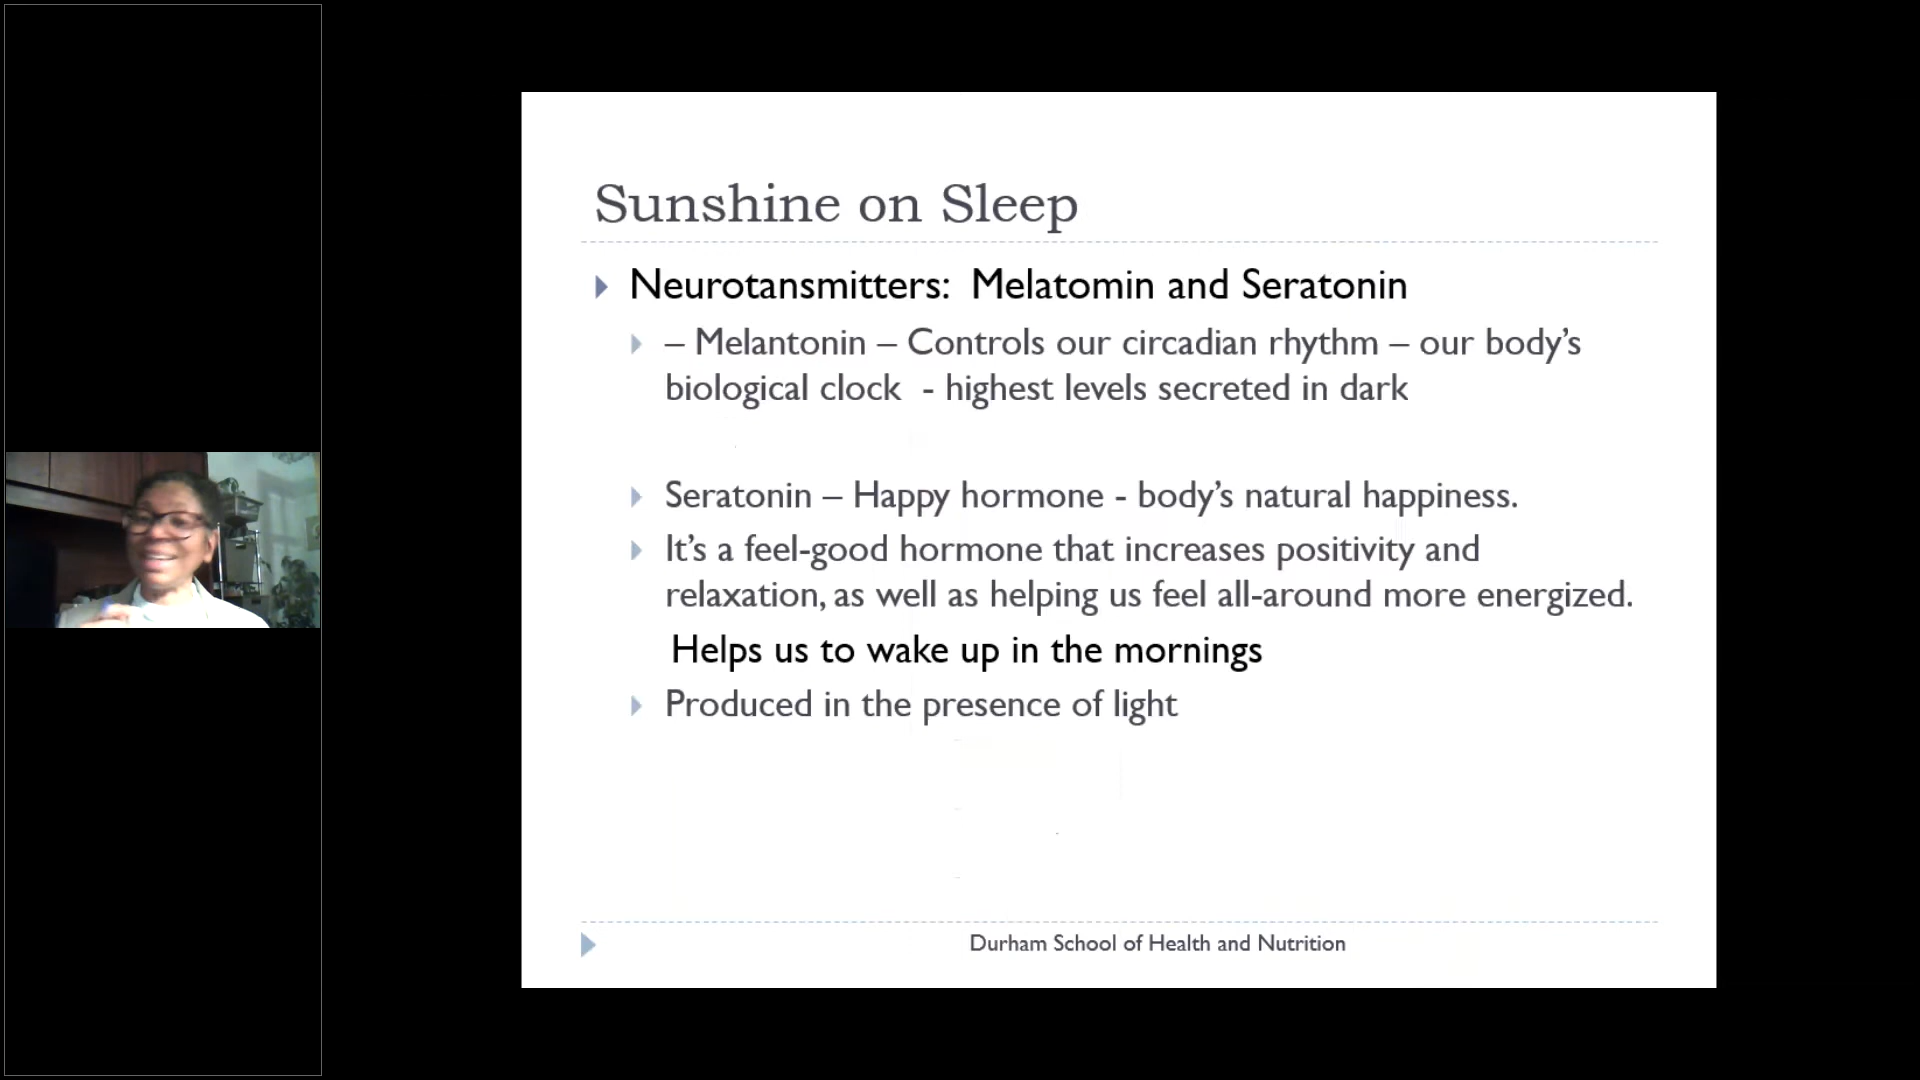 Sunshine on Sleep
Neurotansmitters: Melatomin and Seratonin
– Melantonin – Controls our circadian rhythm – our body’s
biological clock - highest levels secreted in dark
Seratonin – Happy hormone - body’s natural happiness.
It’s a feel-good hormone that increases positivity and
relaxation, as well as helping us feel all-around more energized.
Helps us to wake up in the mornings
Produced in the presence of light
Durham School of Health and Nutrition